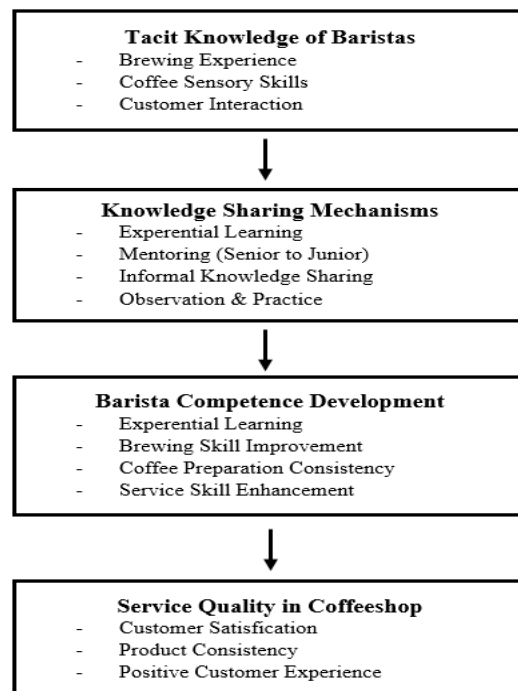 Tacit Knowledge of Baristas
- Brewing Experience
- Coffee Sensory Skills
- Customer Interaction
Knowledge Sharing Mechanisms
- Experential Learning
- Mentoring (Senior to Junior)
- Informal Knowledge Sharing
- Observation & Practice
Barista Competence Development
- Experential Learning
- Brewing Skill Improvement
- Coffee Preparation Consistency
- Service Skill Enhancement
Service Quality in Coffeeshop
- Customer Satisfication
- Product Consistency
- Positive Customer Experience